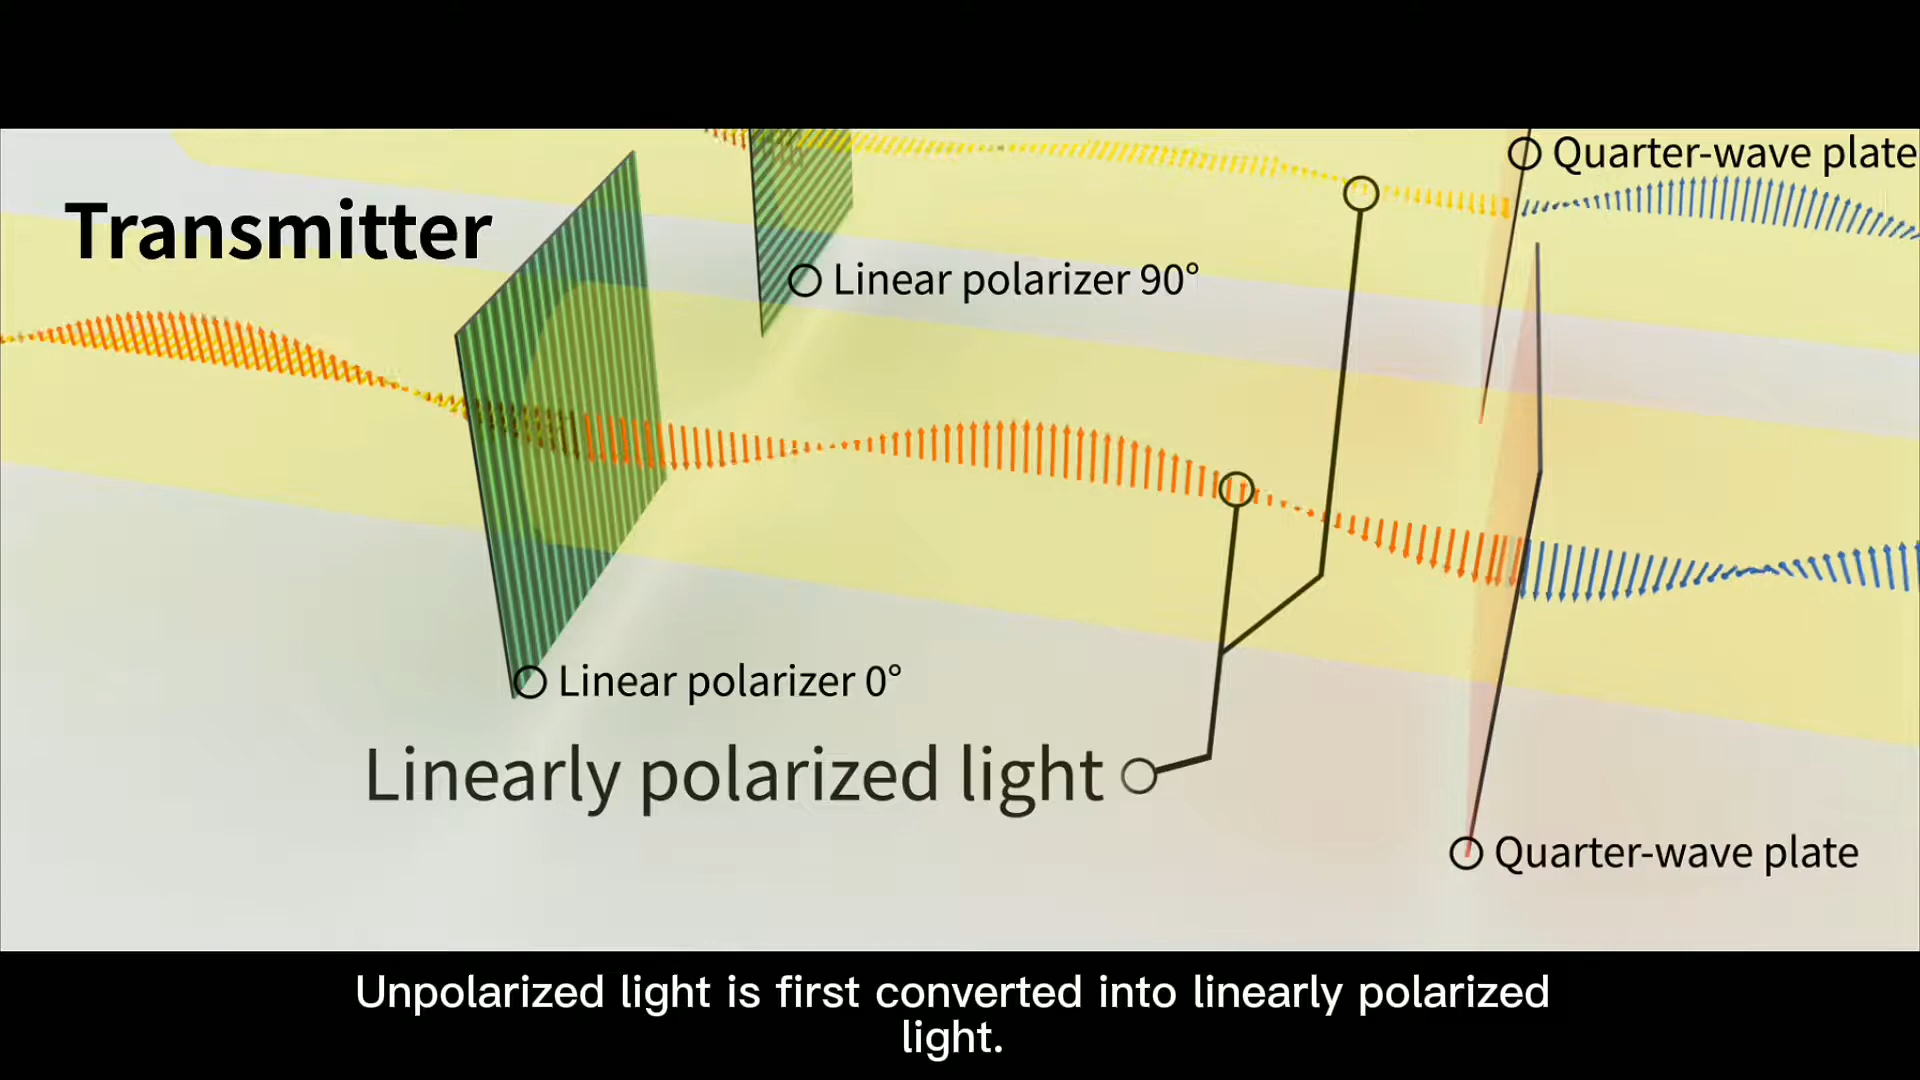 Quarter-wave plate
Transmitter
Linear polarizer 90°
Linear polarizer 0°
Linearly polarized light
Quarter-wave plate
Unpolarized light is first converted into linearly polarized
light.